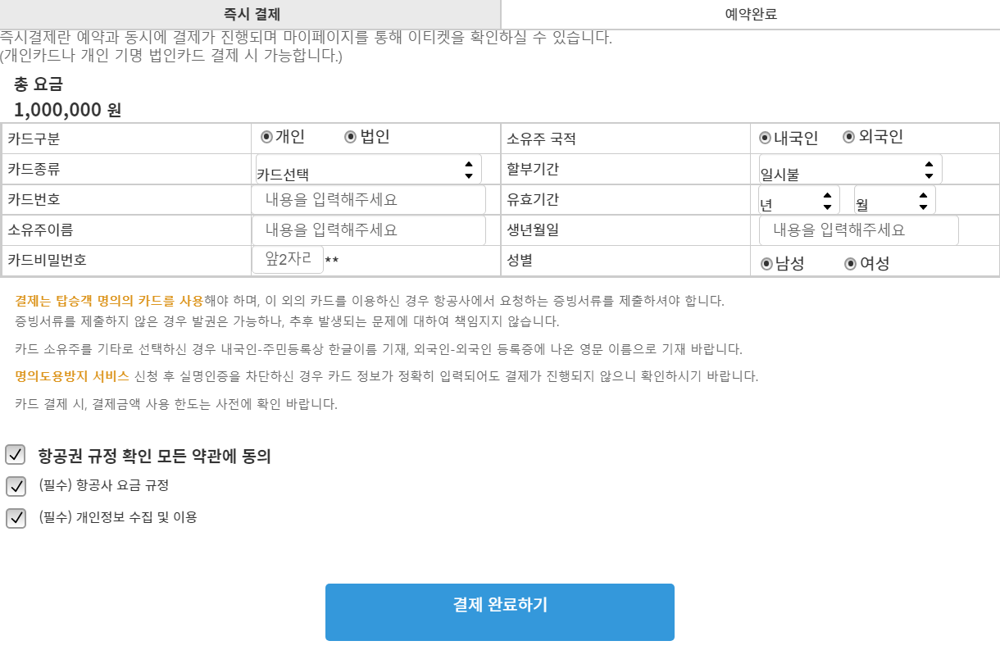 즉시 결제 예약완료
즉시결제란 예약과 동시에 결제가 진행되며 마이페이지를 통해 이티켓을 확인하실 수 있습니다.
(개인카드나 개인 기명 법인카드 결제 시 가능합니다.)
총 요금
1,000,000 원
카드구분 개인 법인 소유주 국적 내국인 외국인
카드종류 카드선택 할부기간 일시불
카드번호 내용을 입력해주세요 유효기간 년 월
소유주이름 내용을 입력해주세요 생년월일 내용을 입력해주세요
카드비밀번호 앞2자리 ** 성별 남성 여성
결제는 탑승객 명의의 카드를 사용해야 하며, 이 외의 카드를 이용하신 경우 항공사에서 요청하는 증빙서류를 제출하셔야 합니다.
증빙서류를 제출하지 않은 경우 발권은 가능하나, 추후 발생되는 문제에 대하여 책임지지 않습니다.
카드 소유주를 기타로 선택하신 경우 내국인-주민등록상 한글이름 기재, 외국인-외국인 등록증에 나온 영문 이름으로 기재 바랍니다.
명의도용방지 서비스 신청 후 실명인증을 차단하신 경우 카드 정보가 정확히 입력되어도 결제가 진행되지 않으니 확인하시기 바랍니다.
카드 결제 시, 결제금액 사용 한도는 사전에 확인 바랍니다.
항공권 규정 확인 모든 약관에 동의
(필수) 항공사 요금 규정
(필수) 개인정보 수집 및 이용
결제 완료하기